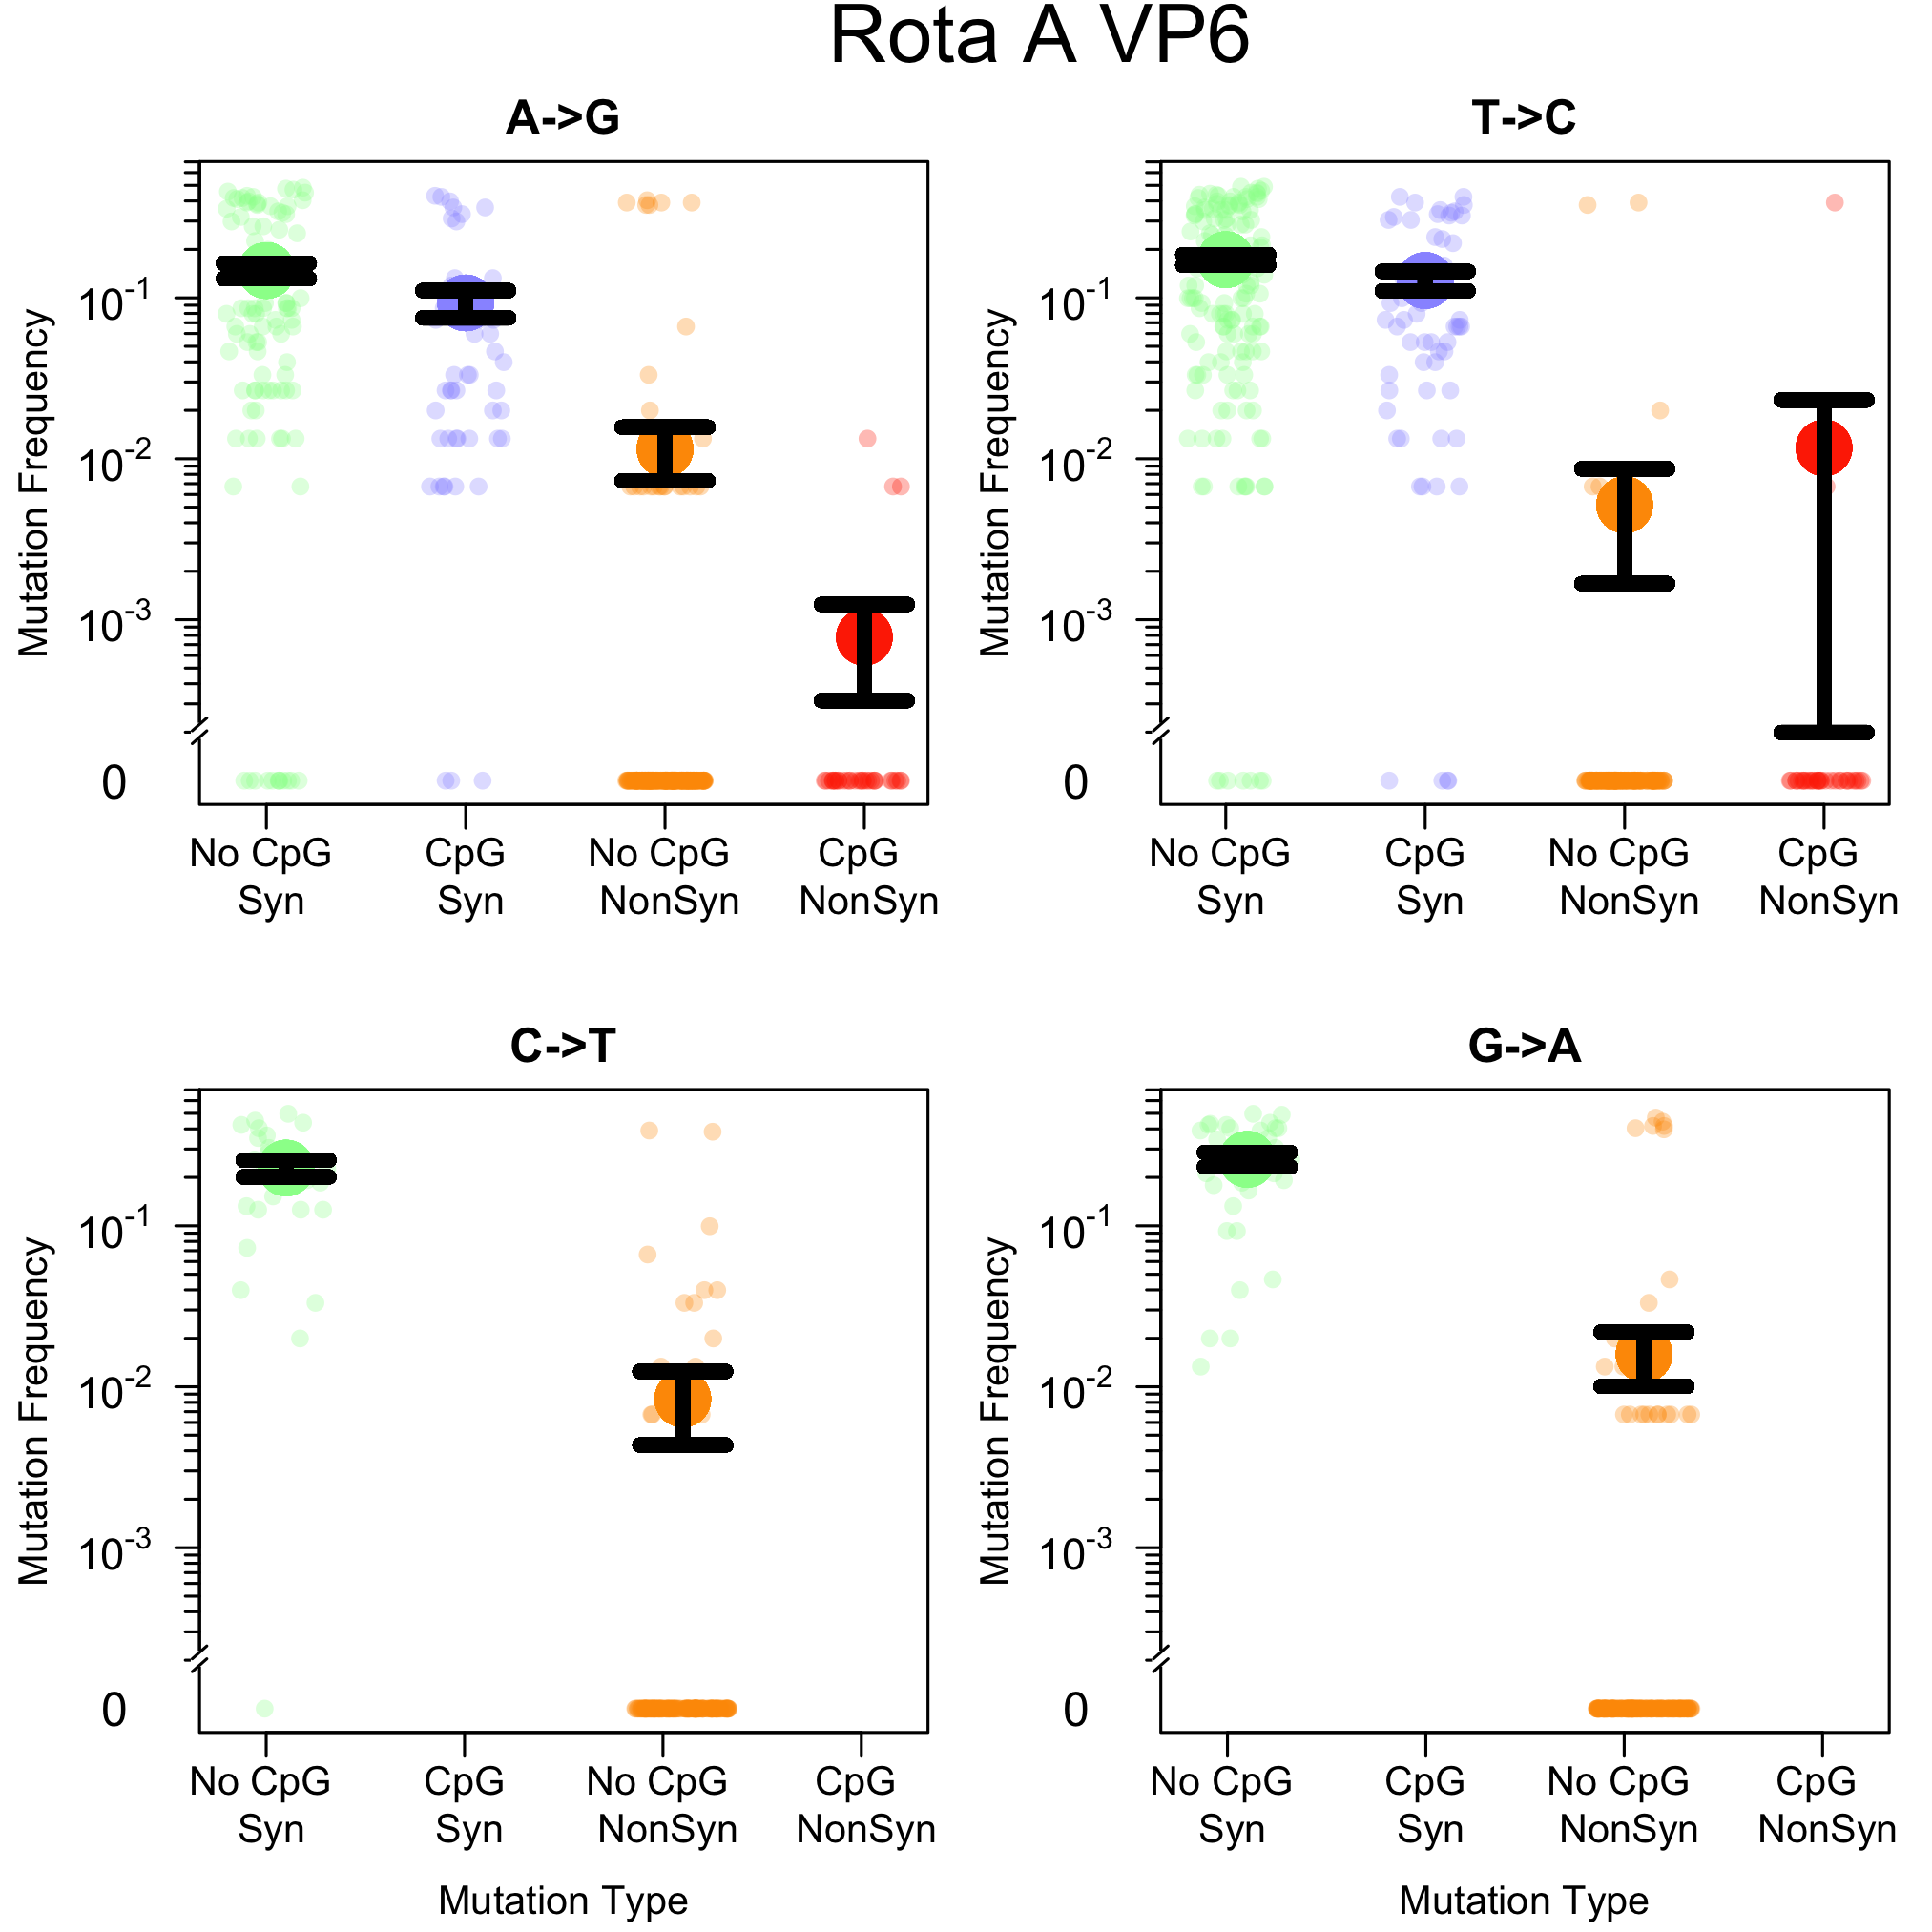 Rota A VP6
A->G
Mutation Frequency
10-1
10-2
10-3
0
No CpG Syn
CpG Syn
No CpG NonSyn
CpG NonSyn
T->C
Mutation Frequency
10-1
10-2
10-3
0
No CpG Syn
CpG Syn
No CpG NonSyn
CpG NonSyn
C->T
Mutation Frequency
10-1
10-2
10-3
0
No CpG Syn
CpG Syn
No CpG NonSyn
CpG NonSyn
Mutation Type
G->A
Mutation Frequency
10-1
10-2
10-3
0
No CpG Syn
CpG Syn
No CpG NonSyn
CpG NonSyn
Mutation Type